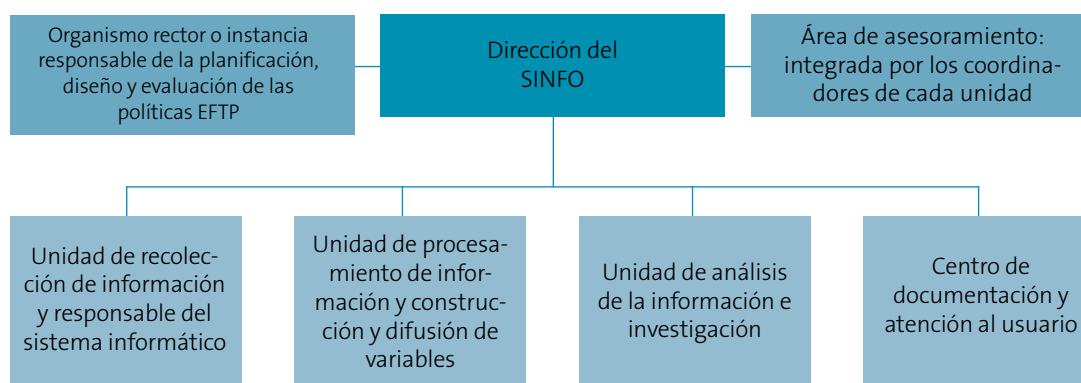 Organismo rector o instancia
responsable de la planificación,
diseño y evaluación de las
políticas EFTP
Dirección del
SINFO
Área de asesoramiento:
integrada por los coordina-
dores de cada unidad
Unidad de recolec-
ción de información
y responsable del
sistema informático
Unidad de procesa-
miento de infor-
mación y construc-
ción y difusión de
variables
Unidad de análisis
de la información e
investigación
Centro de
documentación y
atención al usuario